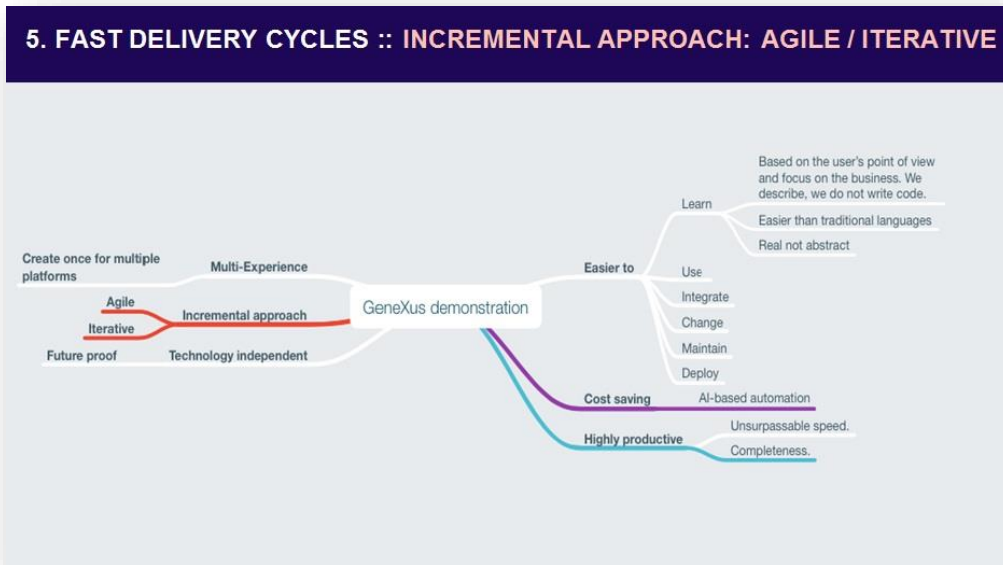 5. FAST DELIVERY CYCLES :: INCREMENTAL APPROACH: AGILE / ITERATIVE
Create once for multiple
platforms
Multi-Experience
Agile
Iterative
Incremental approach
Future proof
Technology independent
GeneXus demonstration
Easier to
Learn
Based on the user's point of view
and focus on the business. We
describe, we do not write code.
Easier than traditional languages
Real not abstract
Use
Integrate
Change
Maintain
Deploy
Cost saving
AI-based automation
Highly productive
Unsurpassable speed.
Completeness.